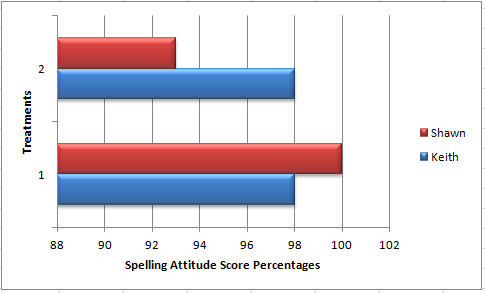 Treatments
2
1
88 90 92 94 96 98 100 102
Spelling Attitude Score Percentages
Shawn
Keith